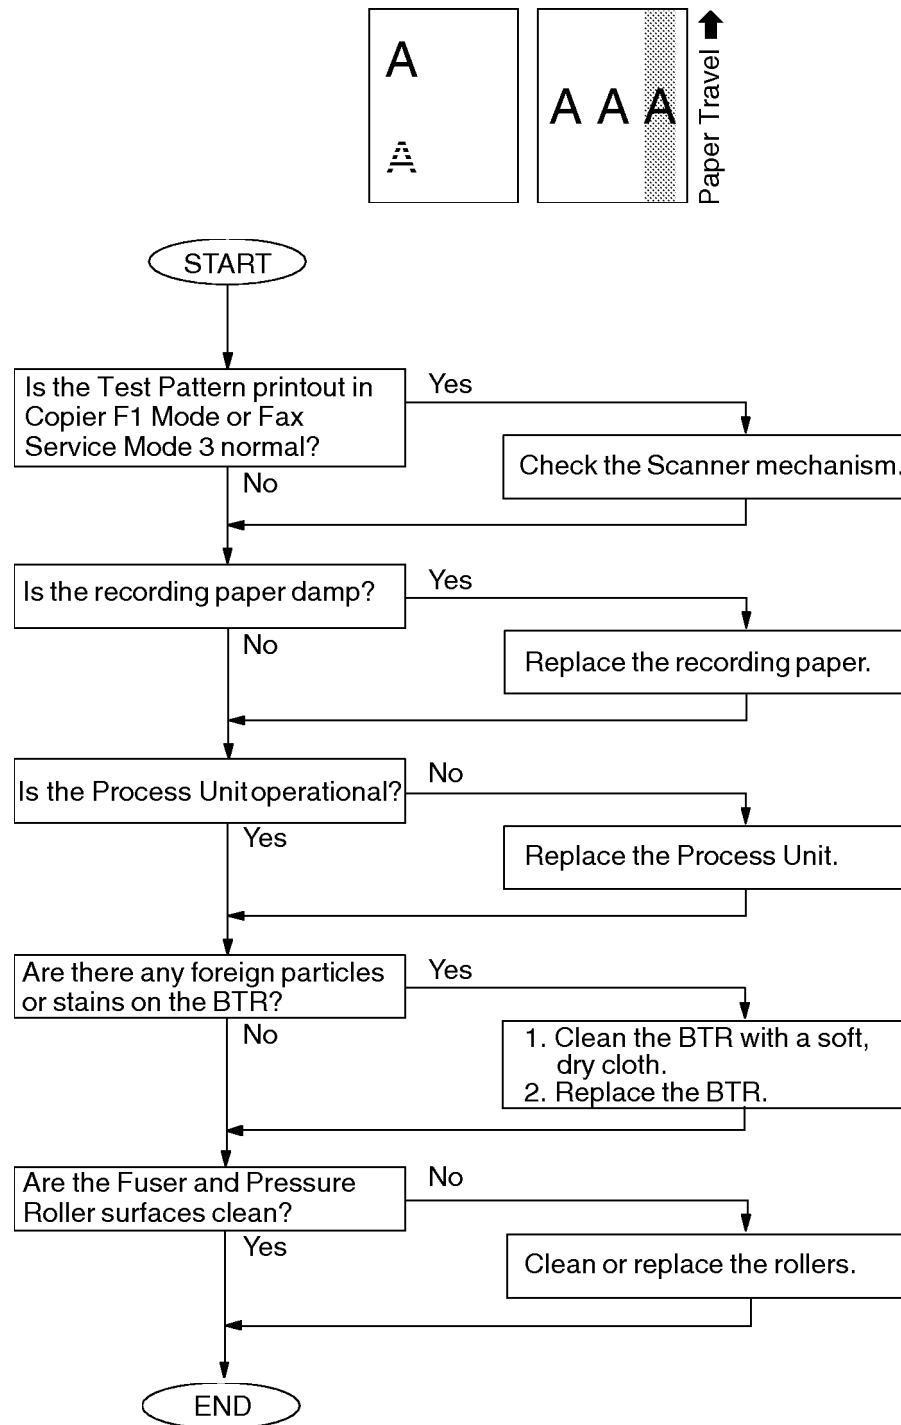 A
A
A A A
Paper Travel
START
Is the Test Pattern printout in
Copier F1 Mode or Fax
Service Mode 3 normal?
Yes
Check the Scanner mechanism.
No
Is the recording paper damp?
Yes
Replace the recording paper.
No
Is the Process Unit operational?
No
Replace the Process Unit.
Yes
Are there any foreign particles
or stains on the BTR?
Yes
1. Clean the BTR with a soft,
dry cloth.
2. Replace the BTR.
No
Are the Fuser and Pressure
Roller surfaces clean?
No
Clean or replace the rollers.
Yes
END